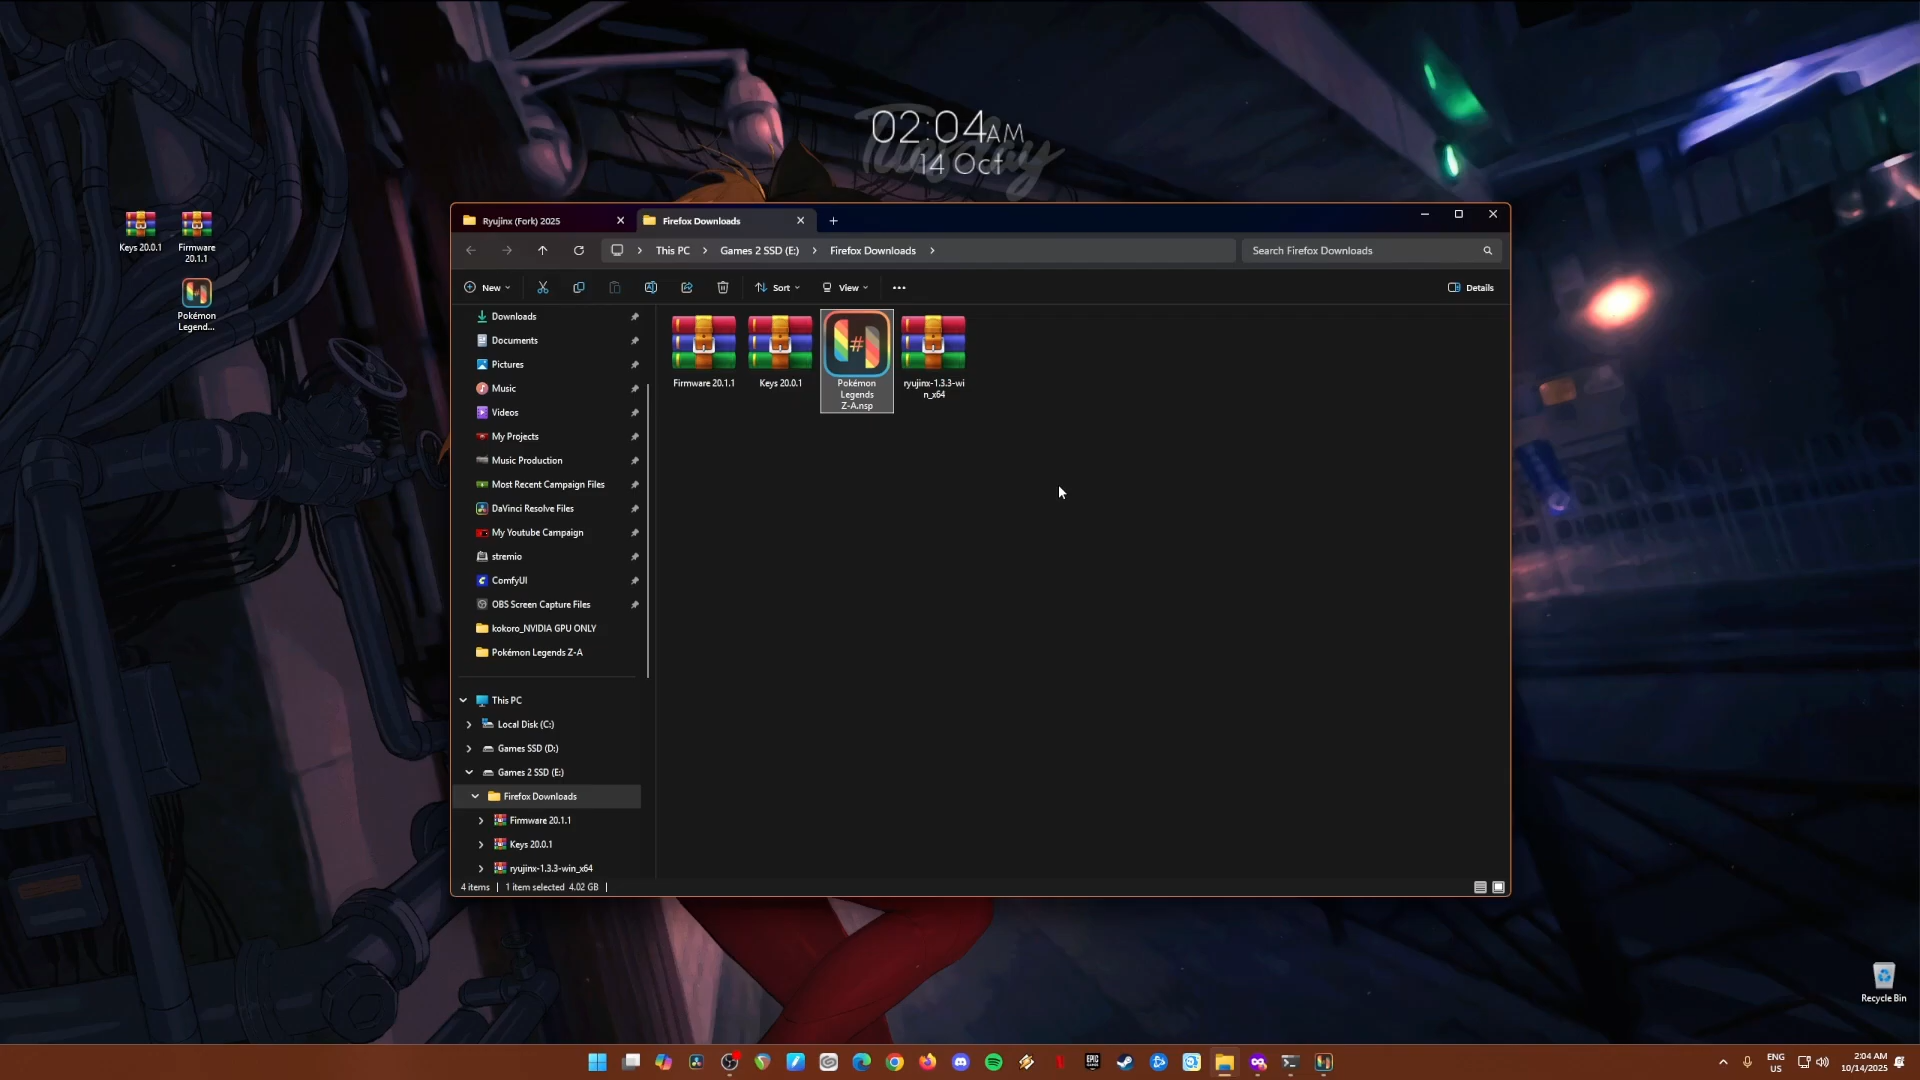 02:04AM
Tuesday
14 Oct
Keys 20.0.1
Firmware
20.1.1
Pokémon
Legend...
Ryujinx (Fork) 2025
Firefox Downloads
This PC
Games 2 SSD (E:)
Firefox Downloads
Search Firefox Downloads
New
Sort
View
Details
Downloads
Documents
Pictures
Music
Videos
My Projects
Music Production
Most Recent Campaign Files
DaVinci Resolve Files
My Youtube Campaign
stremio
ComfyUI
OBS Screen Capture Files
kokoro_NVIDIA GPU ONLY
Pokémon Legends Z-A
This PC
Local Disk (C:)
Games SSD (D:)
Games 2 SSD (E:)
Firefox Downloads
Firmware 20.1.1
Keys 20.0.1
ryujinx-1.3.3-win_x64
Firmware 20.1.1
Keys 20.0.1
Pokémon
Legends
Z-A.nsp
ryujinx-1.3.3-wi
n_x64
4 items
1 item selected 4.02 GB
Recycle Bin
ENG
US
2:04 AM
10/14/2025